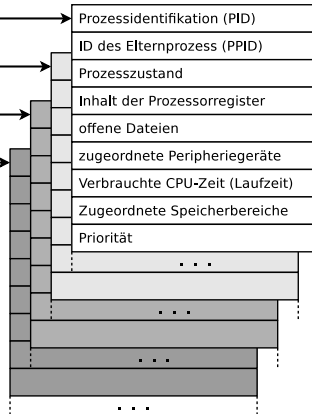 Prozessidentifikation (PID)
ID des Elternprozess (PPID)
Prozesszustand
Inhalt der Prozessorregister
offene Dateien
zugeordnete Peripheriegeräte
Verbrauchte CPU-Zeit (Laufzeit)
Zugeordnete Speicherbereiche
Priorität
. . .
. . .
. . .
. . .